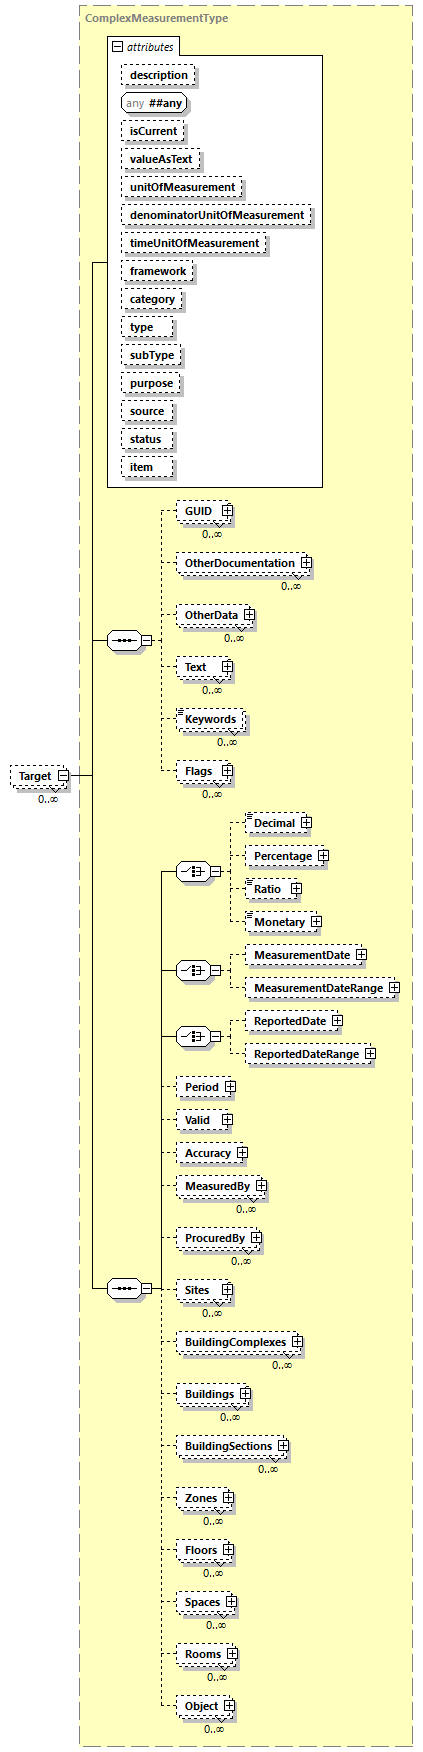 ComplexMeasurementType
attributes
description
any ##any
isCurrent
valueAsText
unitOfMeasurement
denominatorUnitOfMeasurement
timeUnitOfMeasurement
framework
category
type
subType
purpose
source
status
item
GUID
0..∞
OtherDocumentation
0..∞
OtherData
0..∞
Text
0..∞
Keywords
0..∞
Flags
0..∞
Target
0..∞
Decimal
Percentage
Ratio
Monetary
MeasurementDate
MeasurementDateRange
ReportedDate
ReportedDateRange
Period
Valid
Accuracy
MeasuredBy
0..∞
ProcuredBy
0..∞
Sites
0..∞
BuildingComplexes
0..∞
Buildings
0..∞
BuildingSections
0..∞
Zones
0..∞
Floors
0..∞
Spaces
0..∞
Rooms
0..∞
Object
0..∞